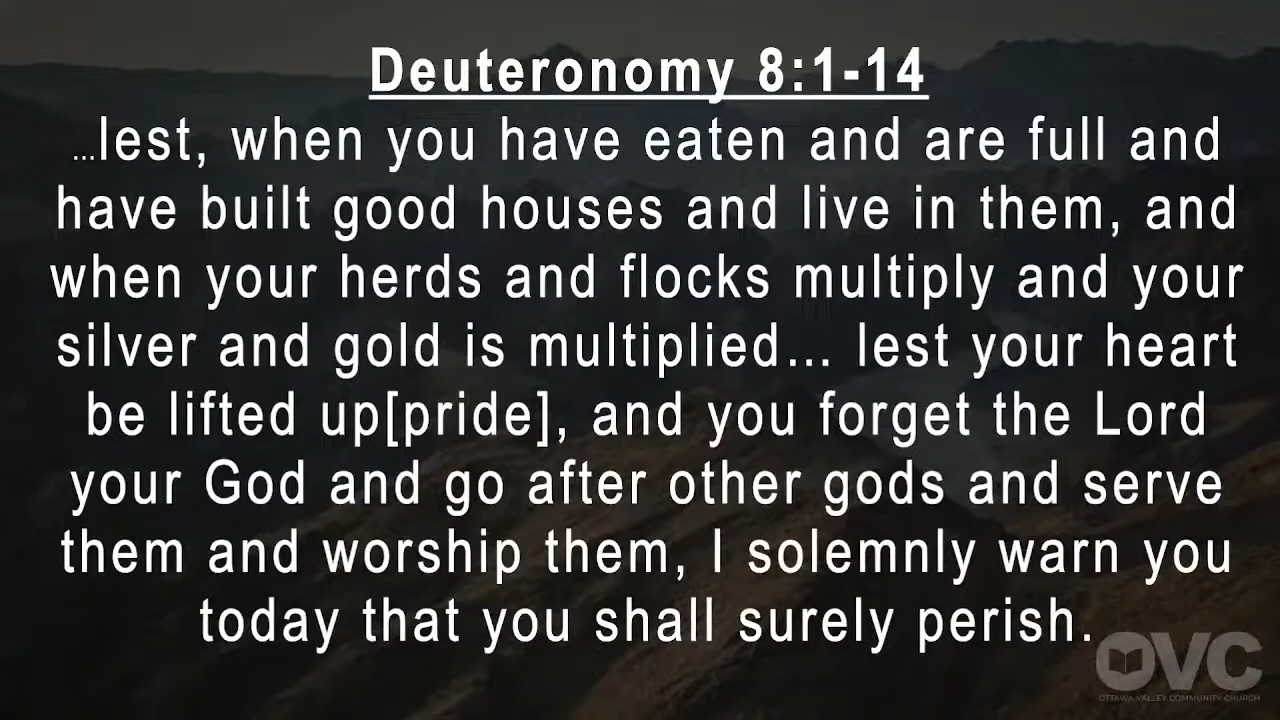 Deuteronomy 8:1-14
...lest, when you have eaten and are full and
have built good houses and live in them, and
when your herds and flocks multiply and your
silver and gold is multiplied... lest your heart
be lifted up[pride], and you forget the Lord
your God and go after other gods and serve
them and worship them, I solemnly warn you
today that you shall surely perish.
OVC
OTTAWA VALLEY COMMUNITY CHURCH